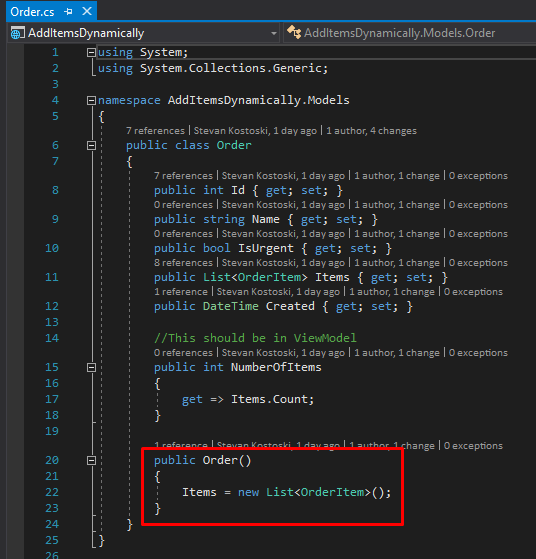 Order.cs
AddItemsDynamically AddItemsDynamically.Models.Order
1 using System;
2 using System.Collections.Generic;
3
4 namespace AddItemsDynamically.Models
5 {
7 references | Stevan Kostoski, 1 day ago | 1 author, 4 changes
6 public class Order
7 {
7 references | Stevan Kostoski, 1 day ago | 1 author, 1 change | 0 exceptions
8 public int Id { get; set; }
0 references | Stevan Kostoski, 1 day ago | 1 author, 1 change | 0 exceptions
9 public string Name { get; set; }
0 references | Stevan Kostoski, 1 day ago | 1 author, 1 change | 0 exceptions
10 public bool IsUrgent { get; set; }
8 references | Stevan Kostoski, 1 day ago | 1 author, 1 change | 0 exceptions
11 public List<OrderItem> Items { get; set; }
1 reference | Stevan Kostoski, 1 day ago | 1 author, 1 change | 0 exceptions
12 public DateTime Created { get; set; }
13
14 //This should be in ViewModel
0 references | Stevan Kostoski, 1 day ago | 1 author, 1 change | 0 exceptions
15 public int NumberOfItems
16 {
17 get => Items.Count;
18 }
19
1 reference | Stevan Kostoski, 1 day ago | 1 author, 1 change | 0 exceptions
20 public Order()
21 {
22 Items = new List<OrderItem>();
23 }
24 }
25 }
26